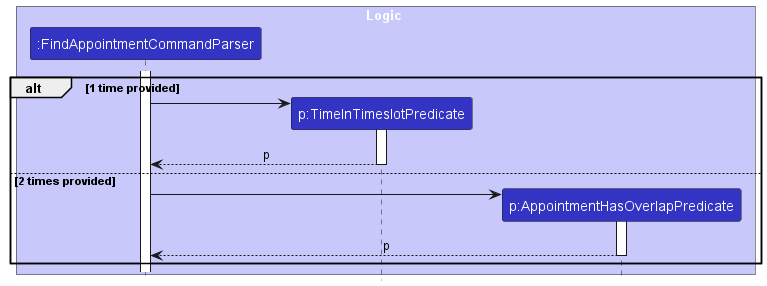 Logic
:FindAppointmentCommandParser
alt
[1 time provided]
p:TimeInTimeslotPredicate
p
[2 times provided]
p:AppointmentHasOverlapPredicate
p